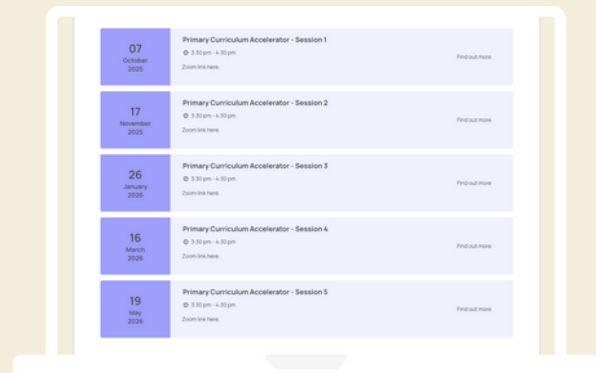 07
October
2025
Primary Curriculum Accelerator - Session 1
3:30 pm - 4:30 pm
Zoom link here.
Find out more
17
November
2025
Primary Curriculum Accelerator - Session 2
3:30 pm - 4:30 pm
Zoom link here.
Find out more
26
January
2026
Primary Curriculum Accelerator - Session 3
3:30 pm - 4:30 pm
Zoom link here.
Find out more
16
March
2026
Primary Curriculum Accelerator - Session 4
3:30 pm - 4:30 pm
Zoom link here.
Find out more
19
May
2026
Primary Curriculum Accelerator - Session 5
3:30 pm - 4:30 pm
Zoom link here.
Find out more